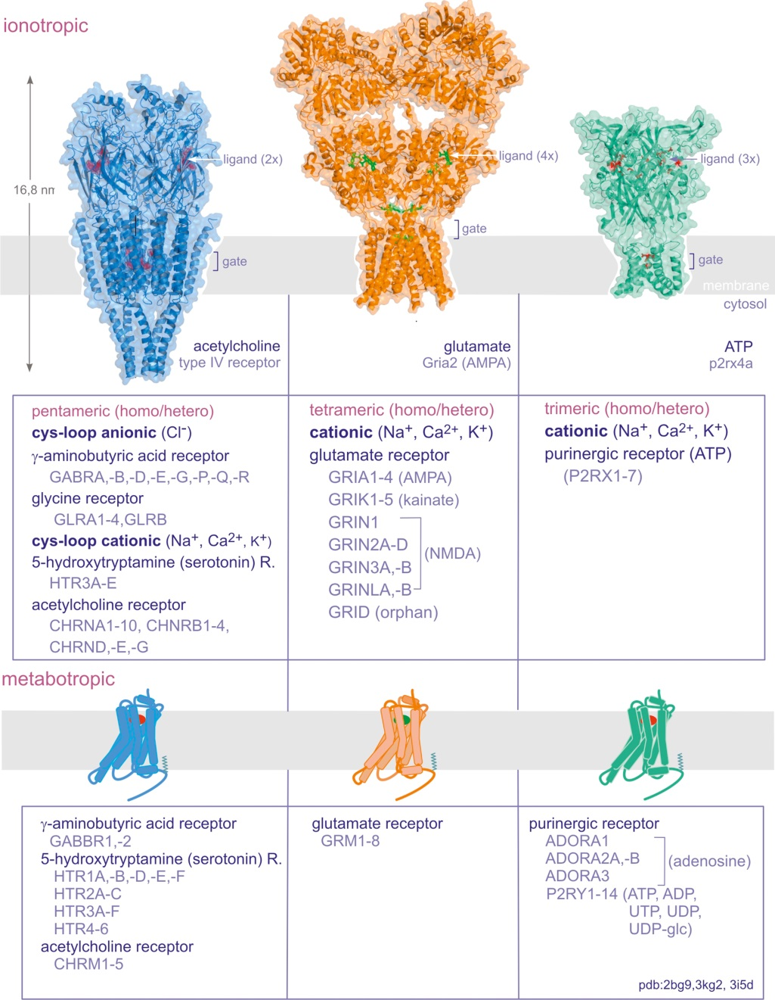 ionotropic
16,8 nm
ligand (2x)
ligand (4x)
ligand (3x)
gate
gate
gate
membrane
cytosol
acetylcholine
type IV receptor
glutamate
Gria2 (AMPA)
ATP
p2rx4a
pentameric (homo/hetero)
cys-loop anionic (Cl⁻)
γ-aminobutyric acid receptor
GABRA,-B,-D,-E,-G,-P,-Q,-R
glycine receptor
GLRA1-4,GLRB
cys-loop cationic (Na⁺, Ca²⁺, K⁺)
5-hydroxytryptamine (serotonin) R.
HTR3A-E
acetylcholine receptor
CHRNA1-10, CHNRB1-4,
CHRND,-E,-G
tetrameric (homo/hetero)
cationic (Na⁺, Ca²⁺, K⁺)
glutamate receptor
GRIA1-4 (AMPA)
GRIK1-5 (kainate)
GRIN1
GRIN2A-D
(NMDA)
GRIN3A,-B
GRINLA,-B
GRID (orphan)
trimeric (homo/hetero)
cationic (Na⁺, Ca²⁺, K⁺)
purinergic receptor (ATP)
(P2RX1-7)
metabotropic
γ-aminobutyric acid receptor
GABBR1,-2
5-hydroxytryptamine (serotonin) R.
HTR1A,-B,-D,-E,-F
HTR2A-C
HTR3A-F
HTR4-6
acetylcholine receptor
CHRM1-5
glutamate receptor
GRM1-8
purinergic receptor
ADORA1
ADORA2A,-B
(adenosine)
ADORA3
P2RY1-14 (ATP, ADP,
UTP, UDP,
UDP-glc)
pdb:2bg9,3kg2, 3i5d